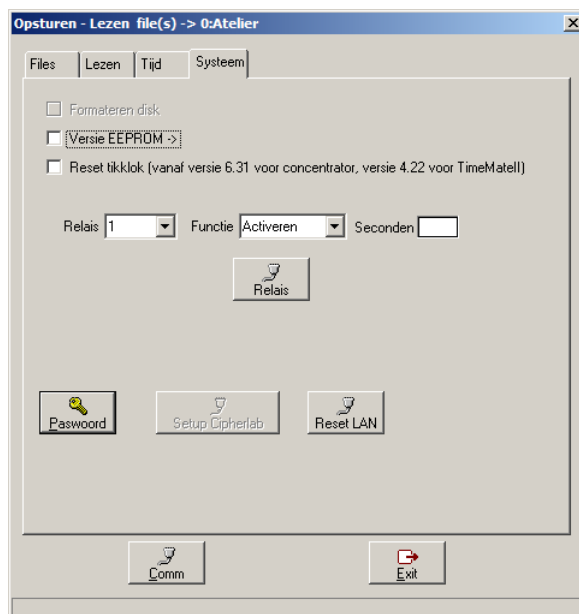 Opsturen - Lezen file(s) -> 0:Atelier
Files Lezen Tijd Systeem
Formateren disk
Versie EEPROM ->
Reset tikklok (vanaf versie 6.31 voor concentrator, versie 4.22 voor TimeMateII)
Relais 1 Functie Activeren Seconden
Relais
Paswoord Setup Cipherlab Reset LAN
Comm Exit